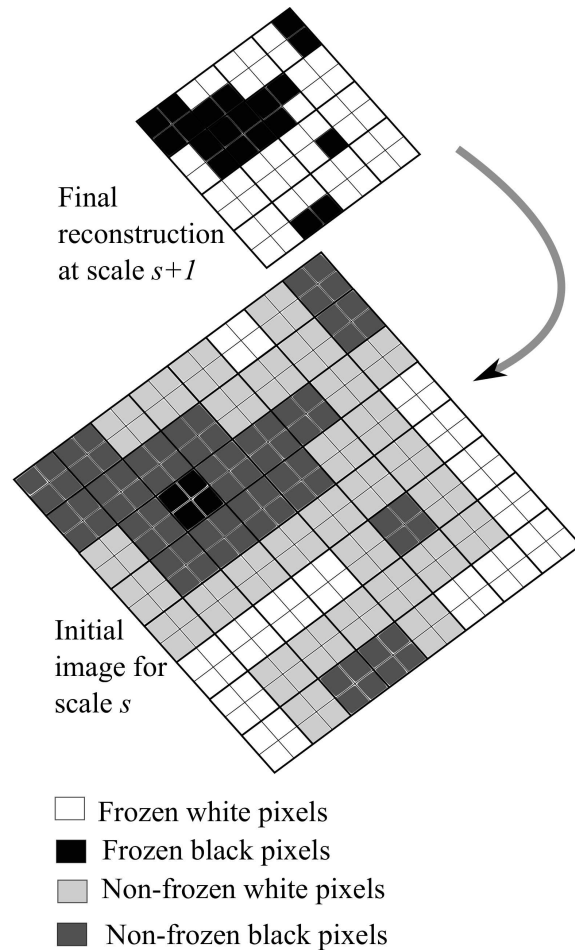 Final
reconstruction
at scale s+1
Initial
image for
scale s
Frozen white pixels
Frozen black pixels
Non-frozen white pixels
Non-frozen black pixels